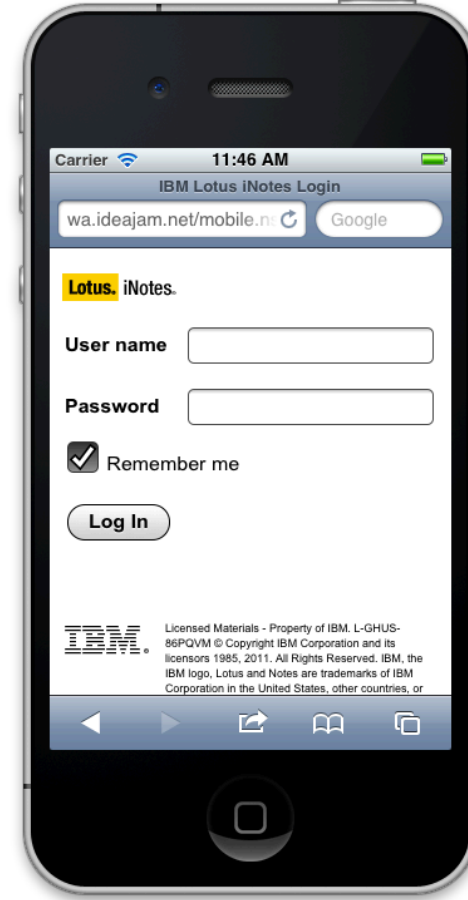 Carrier 11:46 AM
IBM Lotus iNotes Login
wa.ideajam.net/mobile.ns Google
Lotus. iNotes.
User name
Password
Remember me
Log In
IBM®
Licensed Materials - Property of IBM. L-GHUS-
86PQVM © Copyright IBM Corporation and its
licensors 1985, 2011. All Rights Reserved. IBM, the
IBM logo, Lotus and Notes are trademarks of IBM
Corporation in the United States, other countries, or